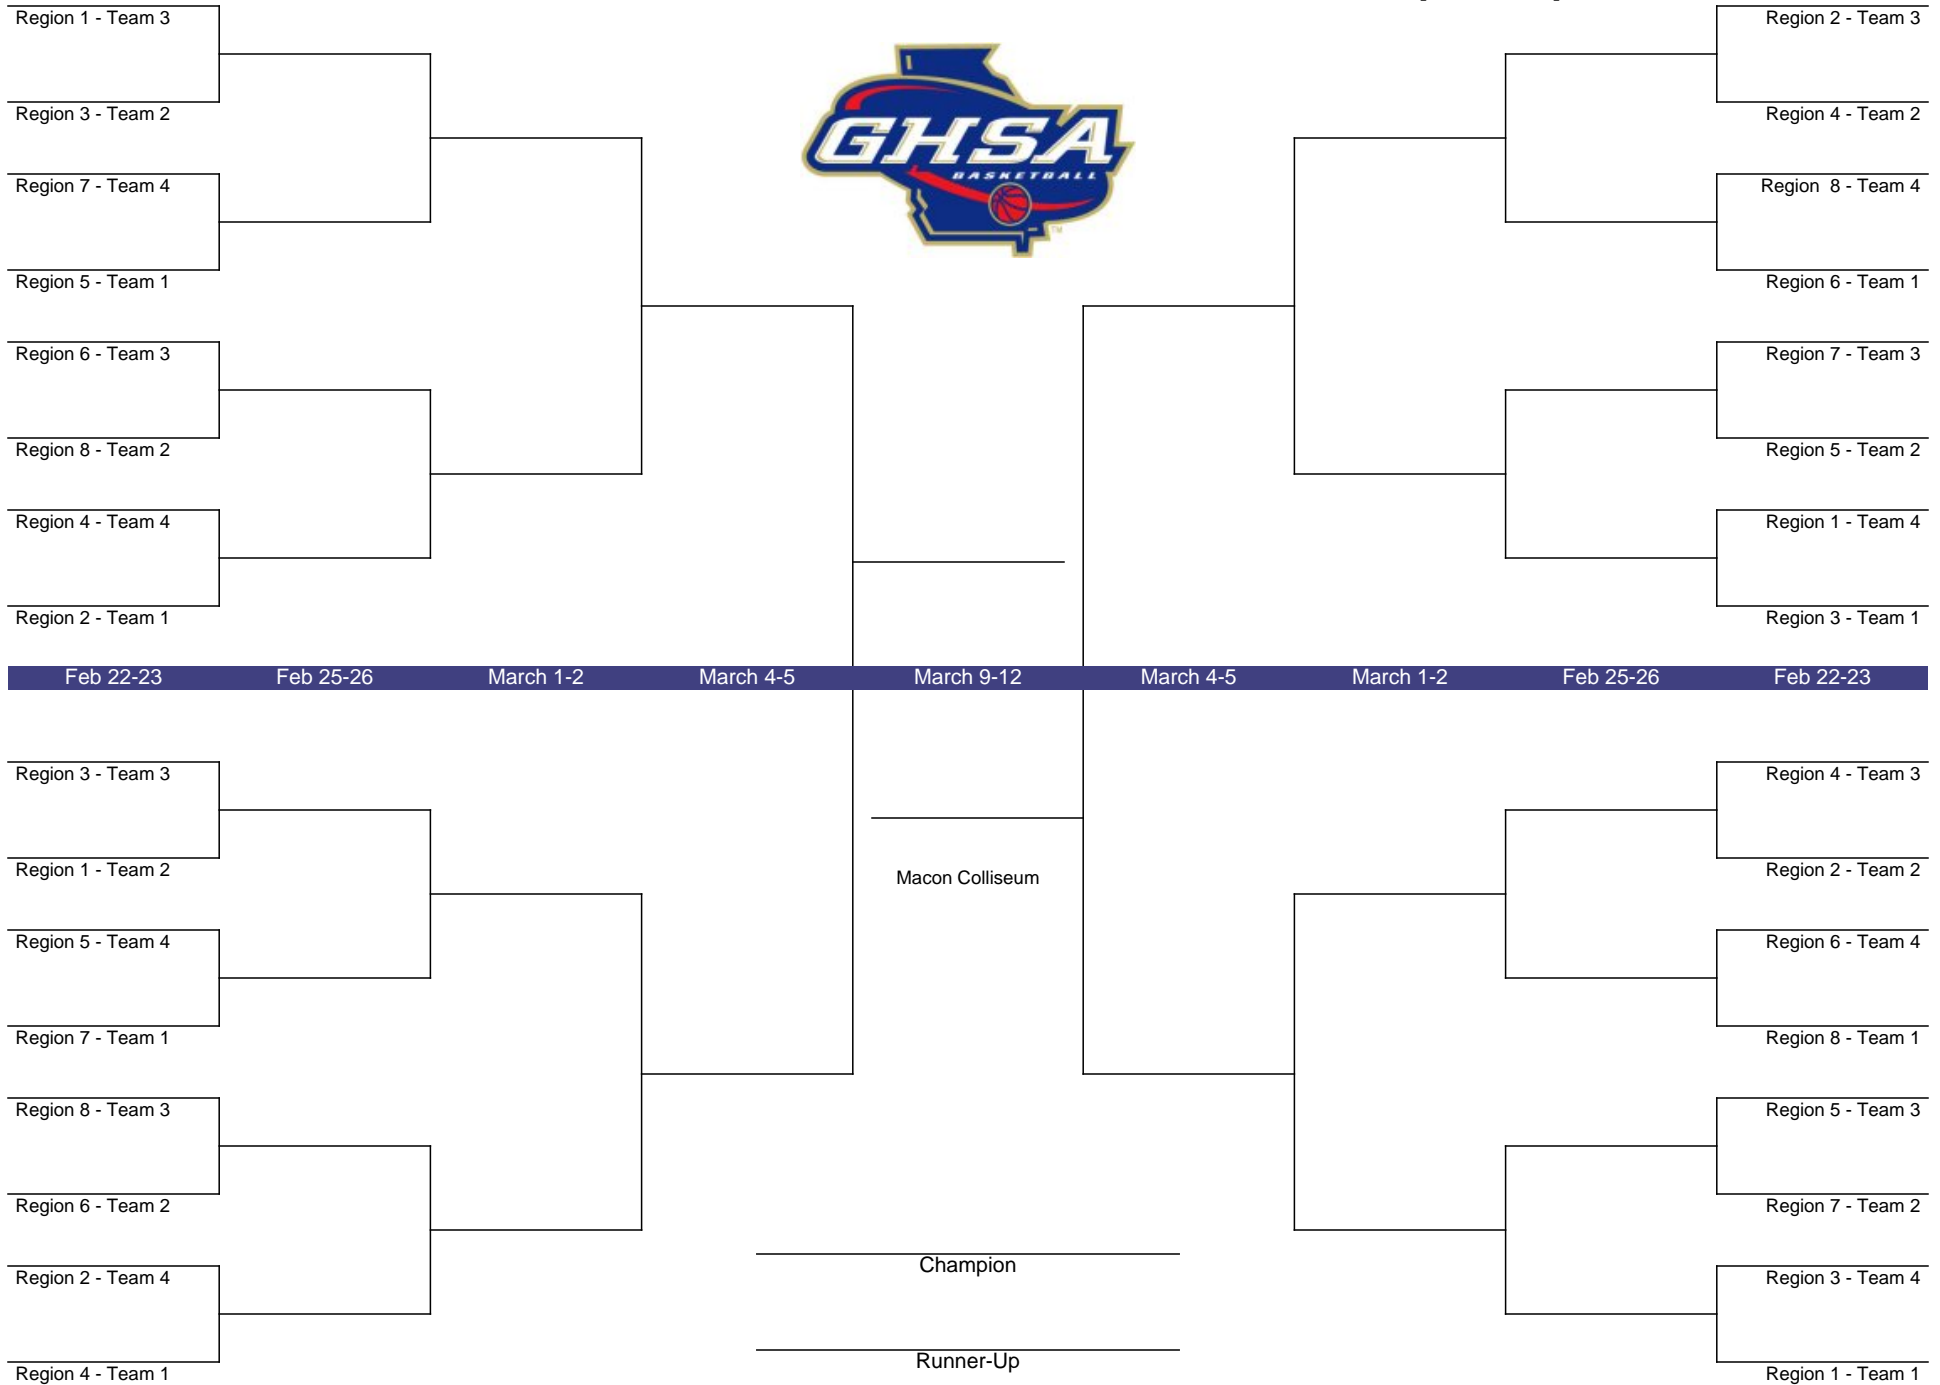 Region 1 - Team 3
Region 2 - Team 3
GHSA
BASKETBALL
TM
Region 3 - Team 2
Region 4 - Team 2
Region 7 - Team 4
Region  8 - Team 4
Region 5 - Team 1
Region 6 - Team 1
Region 6 - Team 3
Region 7 - Team 3
Region 8 - Team 2
Region 5 - Team 2
Region 4 - Team 4
Region 1 - Team 4
Region 2 - Team 1
Region 3 - Team 1
Feb 22-23 Feb 25-26 March 1-2 March 4-5 March 9-12 March 4-5 March 1-2 Feb 25-26 Feb 22-23
Region 3 - Team 3
Region 4 - Team 3
Region 1 - Team 2
Macon Colliseum
Region 2 - Team 2
Region 5 - Team 4
Region 6 - Team 4
Region 7 - Team 1
Region 8 - Team 1
Region 8 - Team 3
Region 5 - Team 3
Region 6 - Team 2
Region 7 - Team 2
Champion
Region 2 - Team 4
Region 3 - Team 4
Runner-Up
Region 4 - Team 1
Region 1 - Team 1